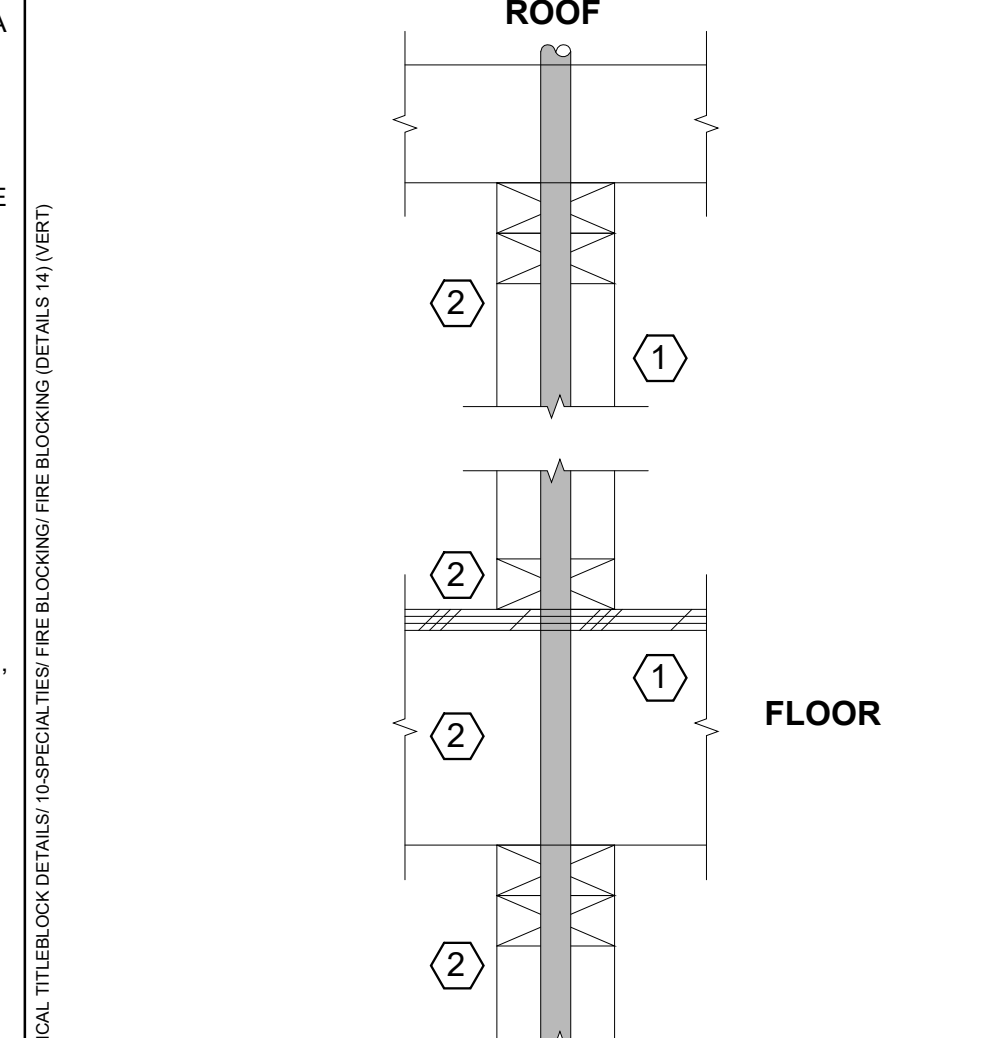 A
E
,
ICAL TITLEBLOCK DETAILS/ 10-SPECIALTIES/ FIRE BLOCKING/ FIRE BLOCKING (DETAILS 14) (VERT)
ROOF
2
1
2
1
FLOOR
2
2